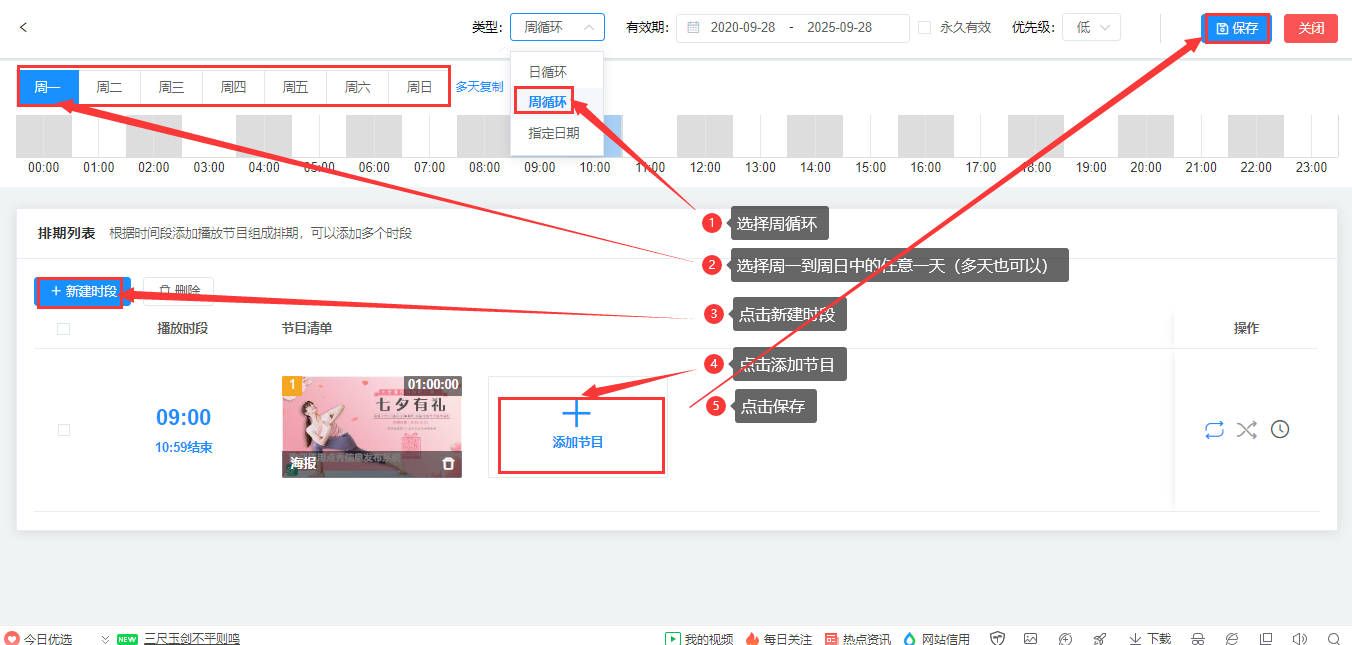 类型: 周循环 有效期: 2020-09-28 - 2025-09-28 永久有效 优先级: 低 保存 关闭
日循环
周循环
指定日期
周一 周二 周三 周四 周五 周六 周日 多天复制
00:00 01:00 02:00 03:00 04:00 05:00 06:00 07:00 08:00 09:00 10:00 11:00 12:00 13:00 14:00 15:00 16:00 17:00 18:00 19:00 20:00 21:00 22:00 23:00
1 选择周循环
排期列表 根据时间段添加播放节目组成排期，可以添加多个时段
2 选择周一到周日中的任意一天（多天也可以）
+ 新建时段 删除
3 点击新建时段
播放时段 节目清单 操作
4 点击添加节目
1 01:00:00
七夕有礼
5 点击保存
09:00
10:59结束
添加节目
海报
今日优选 NEW 三尺玉剑不平则鸣 我的视频 每日关注 热点资讯 网站信用 下载